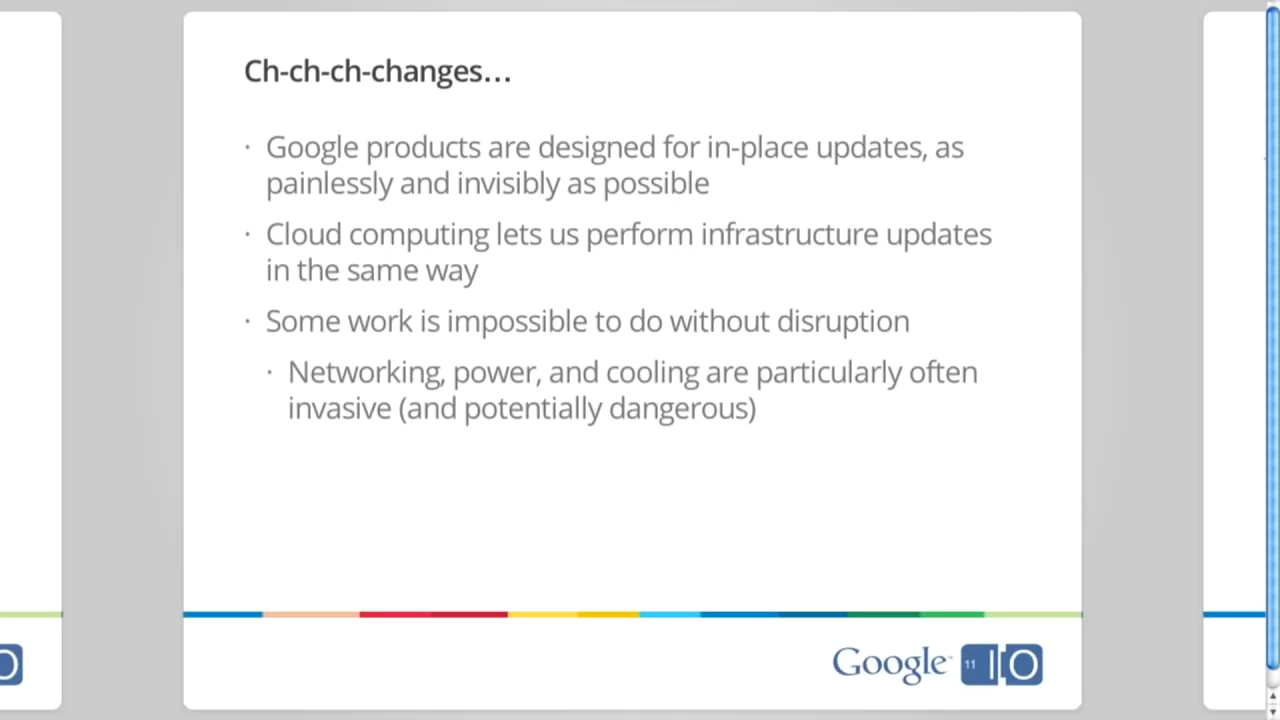 Ch-ch-ch-changes...
· Google products are designed for in-place updates, as
painlessly and invisibly as possible
· Cloud computing lets us perform infrastructure updates
in the same way
· Some work is impossible to do without disruption
· Networking, power, and cooling are particularly often
invasive (and potentially dangerous)
O
Google™ 11 IO